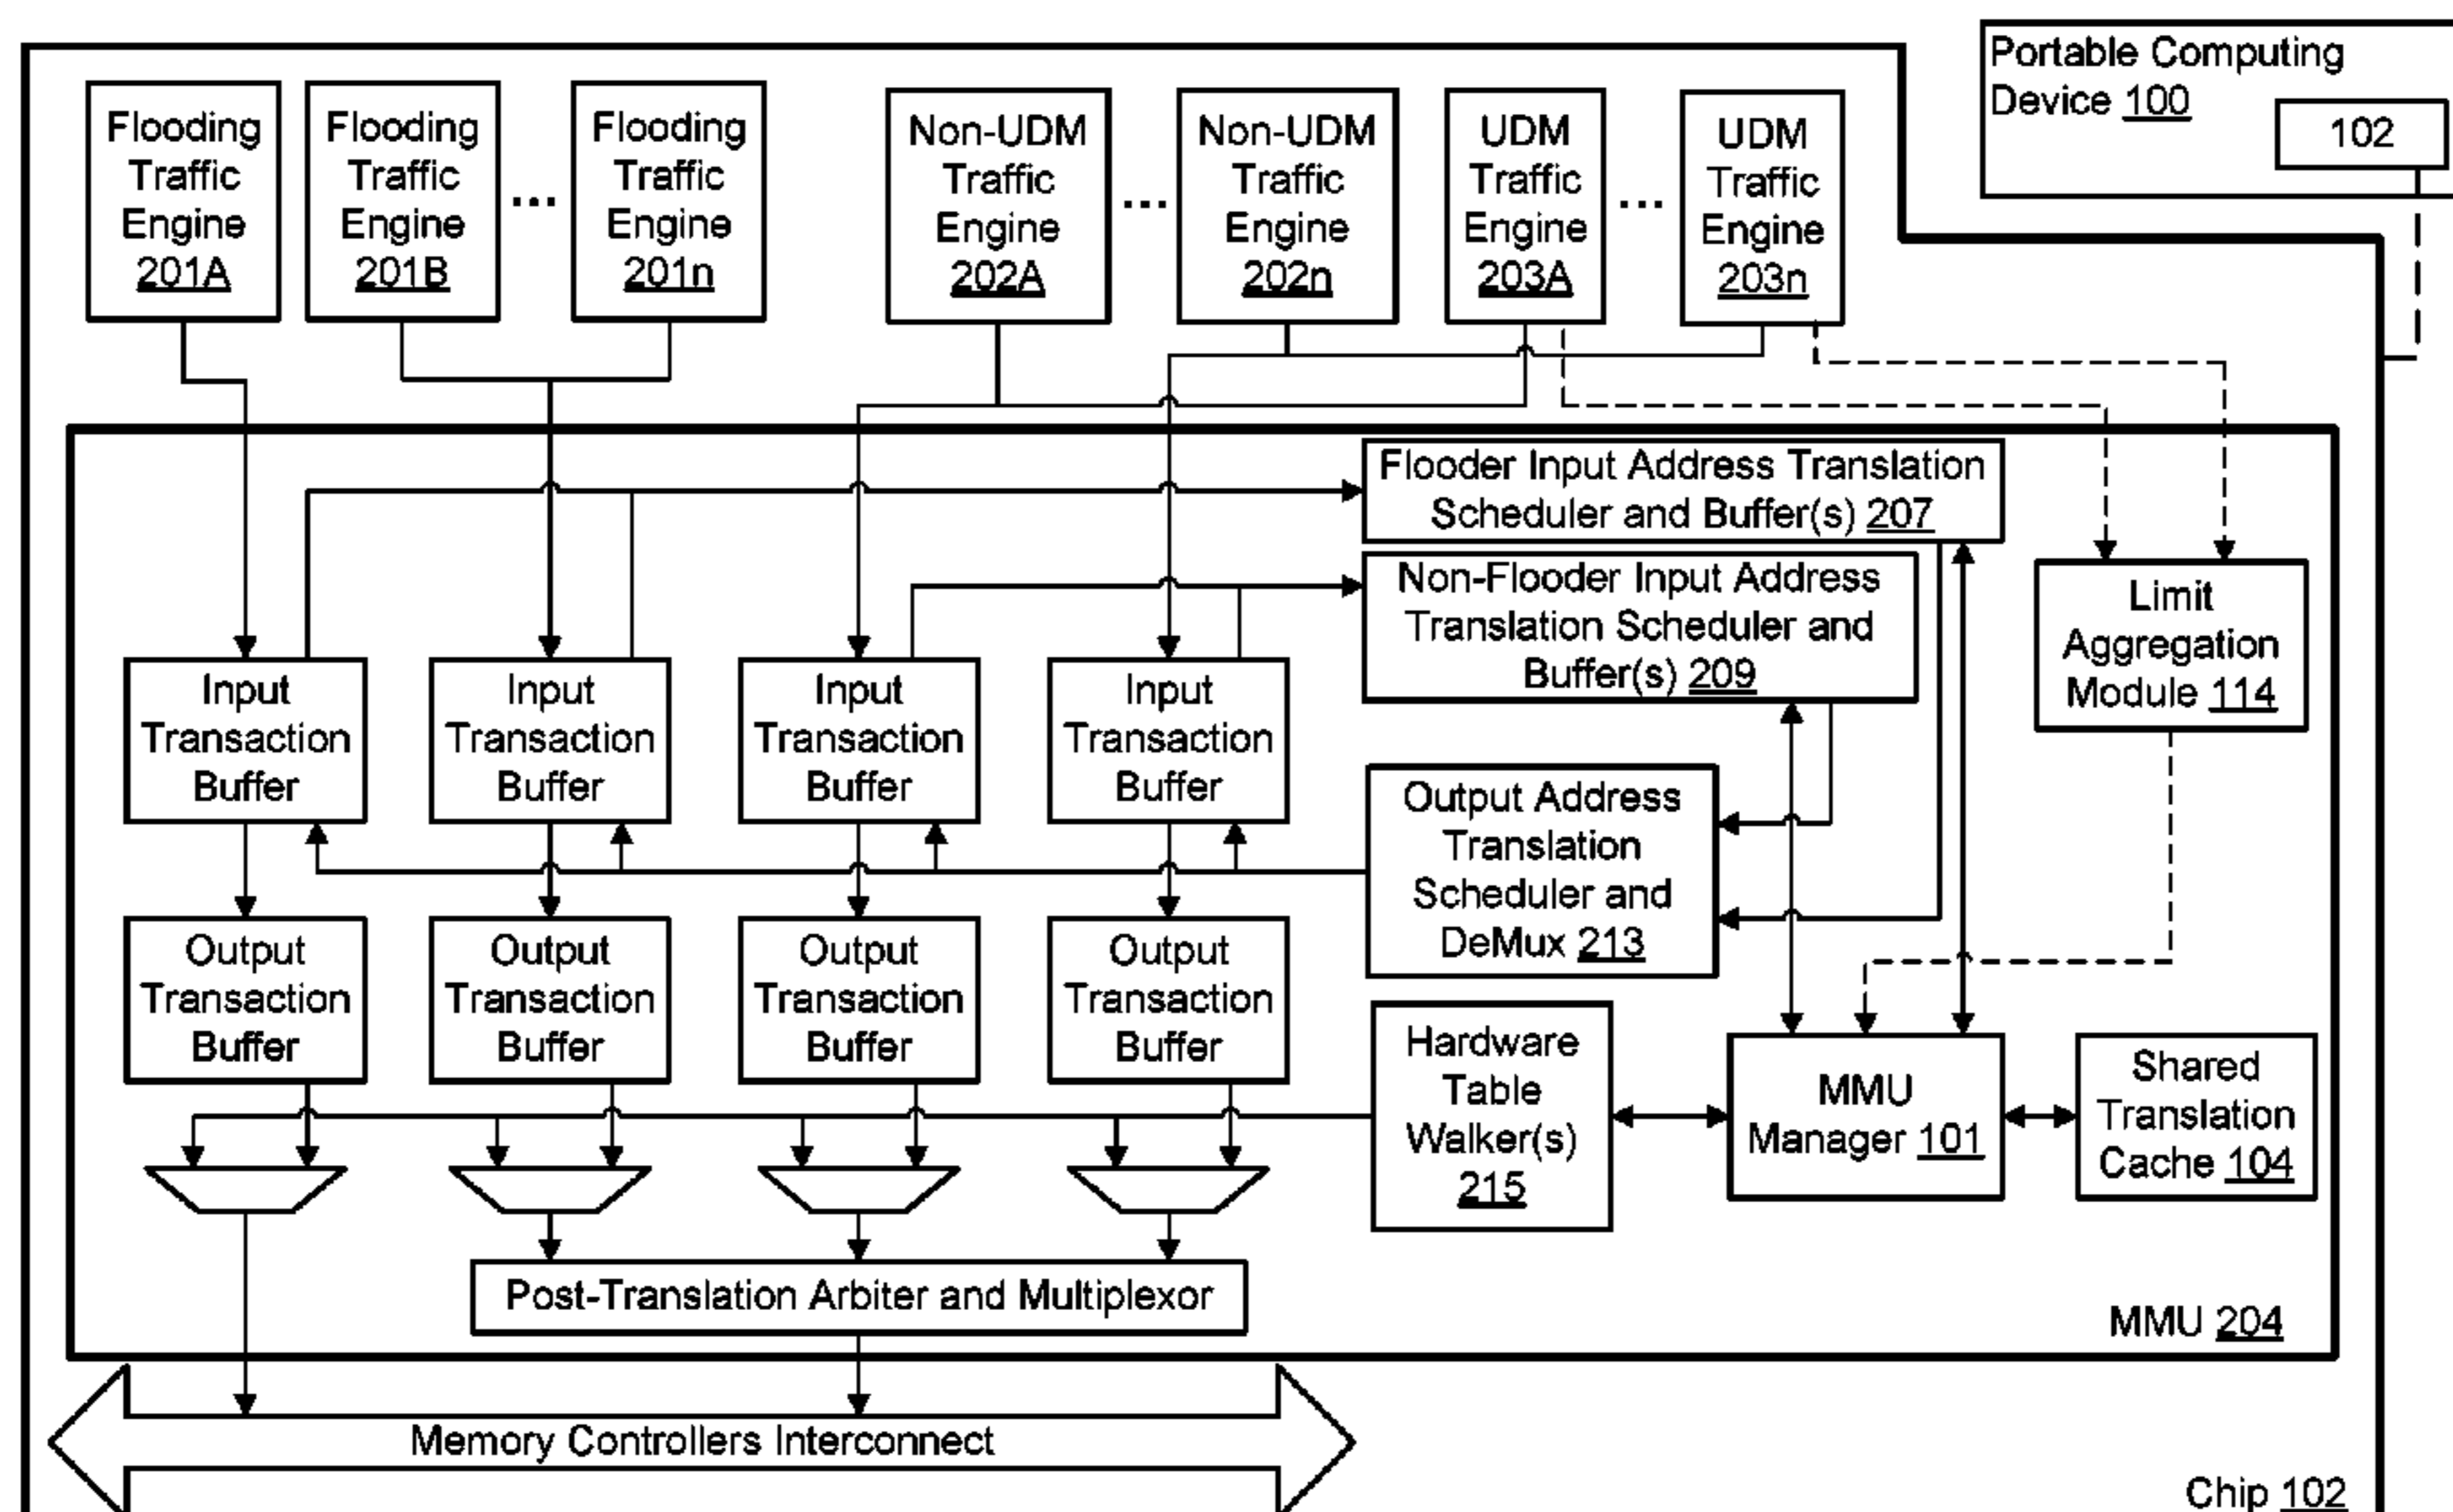 Portable Computing
Device 100
102
Flooding
Traffic
Engine
201A
Flooding
Traffic
Engine
201B
...
Flooding
Traffic
Engine
201n
Non-UDM
Traffic
Engine
202A
...
Non-UDM
Traffic
Engine
202n
UDM
Traffic
Engine
203A
...
UDM
Traffic
Engine
203n
Flooder Input Address Translation
Scheduler and Buffer(s) 207
Non-Flooder Input Address
Translation Scheduler and
Buffer(s) 209
Limit
Aggregation
Module 114
Input
Transaction
Buffer
Input
Transaction
Buffer
Input
Transaction
Buffer
Input
Transaction
Buffer
Output Address
Translation
Scheduler and
DeMux 213
Output
Transaction
Buffer
Output
Transaction
Buffer
Output
Transaction
Buffer
Output
Transaction
Buffer
Hardware
Table
Walker(s)
215
MMU
Manager 101
Shared
Translation
Cache 104
Post-Translation Arbiter and Multiplexor
MMU 204
Memory Controllers Interconnect
Chip 102